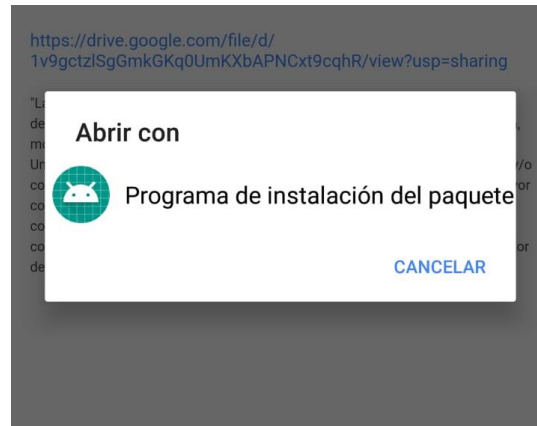 https://drive.google.com/file/d/
1v9gctzlSgGmkGKq0UmKXbAPNCxt9cqhR/view?usp=sharing
Abrir con
Programa de instalación del paquete
CANCELAR